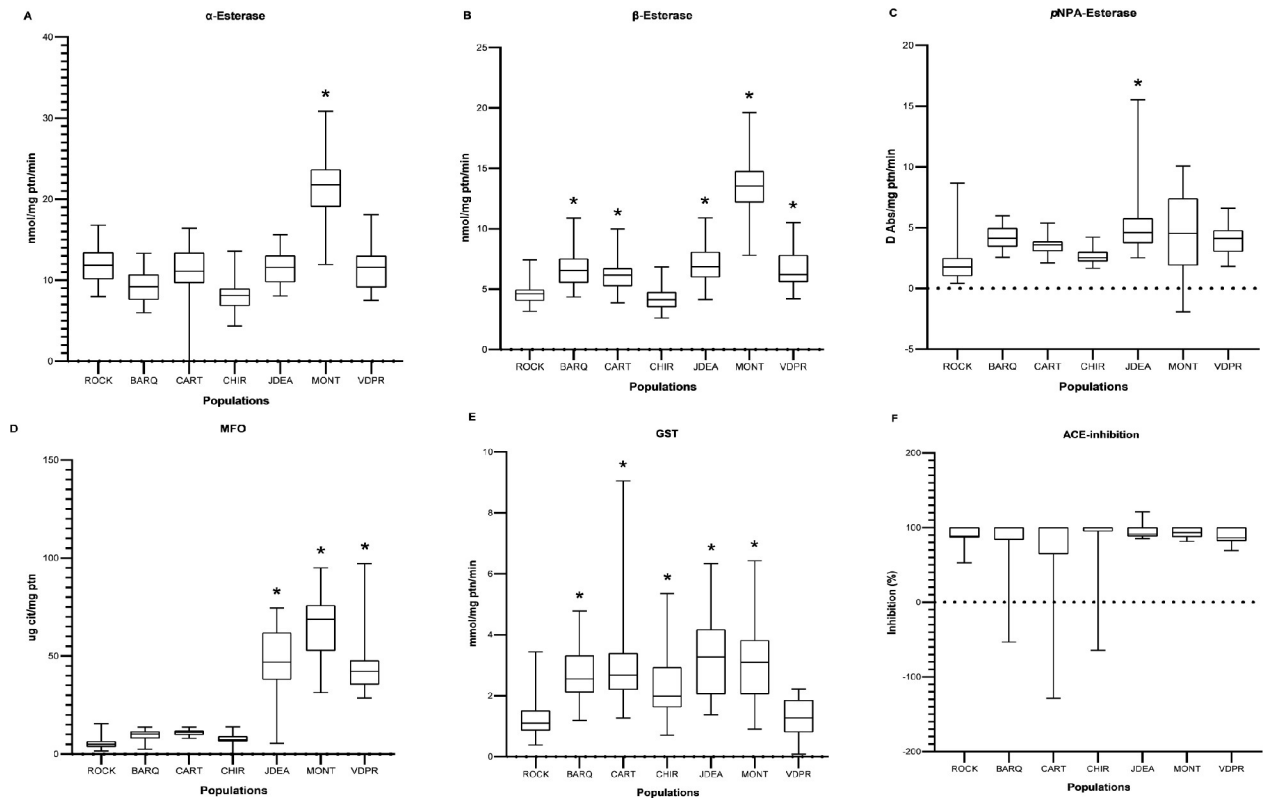 A
α-Esterase
nmol/mg ptn/min
40
30
20
10
0
*
ROCK BARQ CART CHIR JDEA MONT VDPR
Populations
B
β-Esterase
nmol/mg ptn/min
25
20
15
10
5
0
* * * * *
ROCK BARQ CART CHIR JDEA MONT VDPR
Populations
C
pNPA-Esterase
D Abs/mg ptn/min
20
15
10
5
0
-5
*
ROCK BARQ CART CHIR JDEA MONT VDPR
Populations
D
MFO
ug cit/mg ptn
150
100
50
0
* * *
ROCK BARQ CART CHIR JDEA MONT VDPR
Populations
E
GST
mmol/mg ptn/min
10
8
6
4
2
0
* * * * *
ROCK BARQ CART CHIR JDEA MONT VDPR
Populations
F
ACE-inhibition
Inhibition (%)
200
100
0
-100
-200
ROCK BARQ CART CHIR JDEA MONT VDPR
Populations